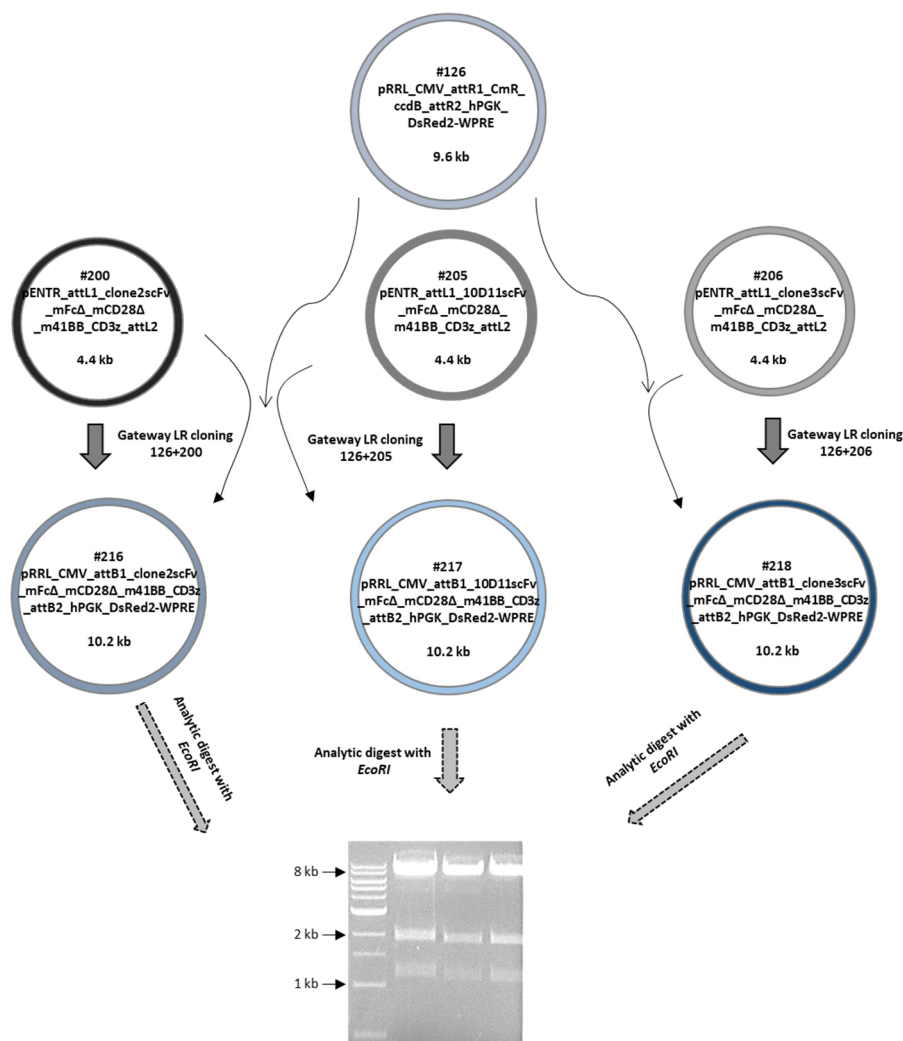 #126
pRRL_CMV_attR1_CmR_
ccdB_attR2_hPGK_
DsRed2-WPRE
9.6 kb
#200
pENTR_attL1_clone2scFv
_mFcΔ_mCD28Δ
_m41BB_CD3z_attL2
4.4 kb
#205
pENTR_attL1_10D11scFv
_mFcΔ_mCD28Δ_
m41BB_CD3z_attL2
4.4 kb
#206
pENTR_attL1_clone3scFv
_mFcΔ_mCD28Δ_
m41BB_CD3z_attL2
4.4 kb
Gateway LR cloning
126+200
Gateway LR cloning
126+205
Gateway LR cloning
126+206
#216
pRRL_CMV_attB1_clone2scFv
_mFcΔ_mCD28Δ_m41BB_CD3z
_attB2_hPGK_DsRed2-WPRE
10.2 kb
#217
pRRL_CMV_attB1_10D11scFv
_mFcΔ_mCD28Δ_m41BB_CD3z
_attB2_hPGK_DsRed2-WPRE
10.2 kb
#218
pRRL_CMV_attB1_clone3scFv
_mFcΔ_mCD28Δ_m41BB_CD3z
_attB2_hPGK_DsRed2-WPRE
10.2 kb
Analytic digest with
EcoRI
Analytic digest with
EcoRI
Analytic digest with
EcoRI
8 kb
2 kb
1 kb